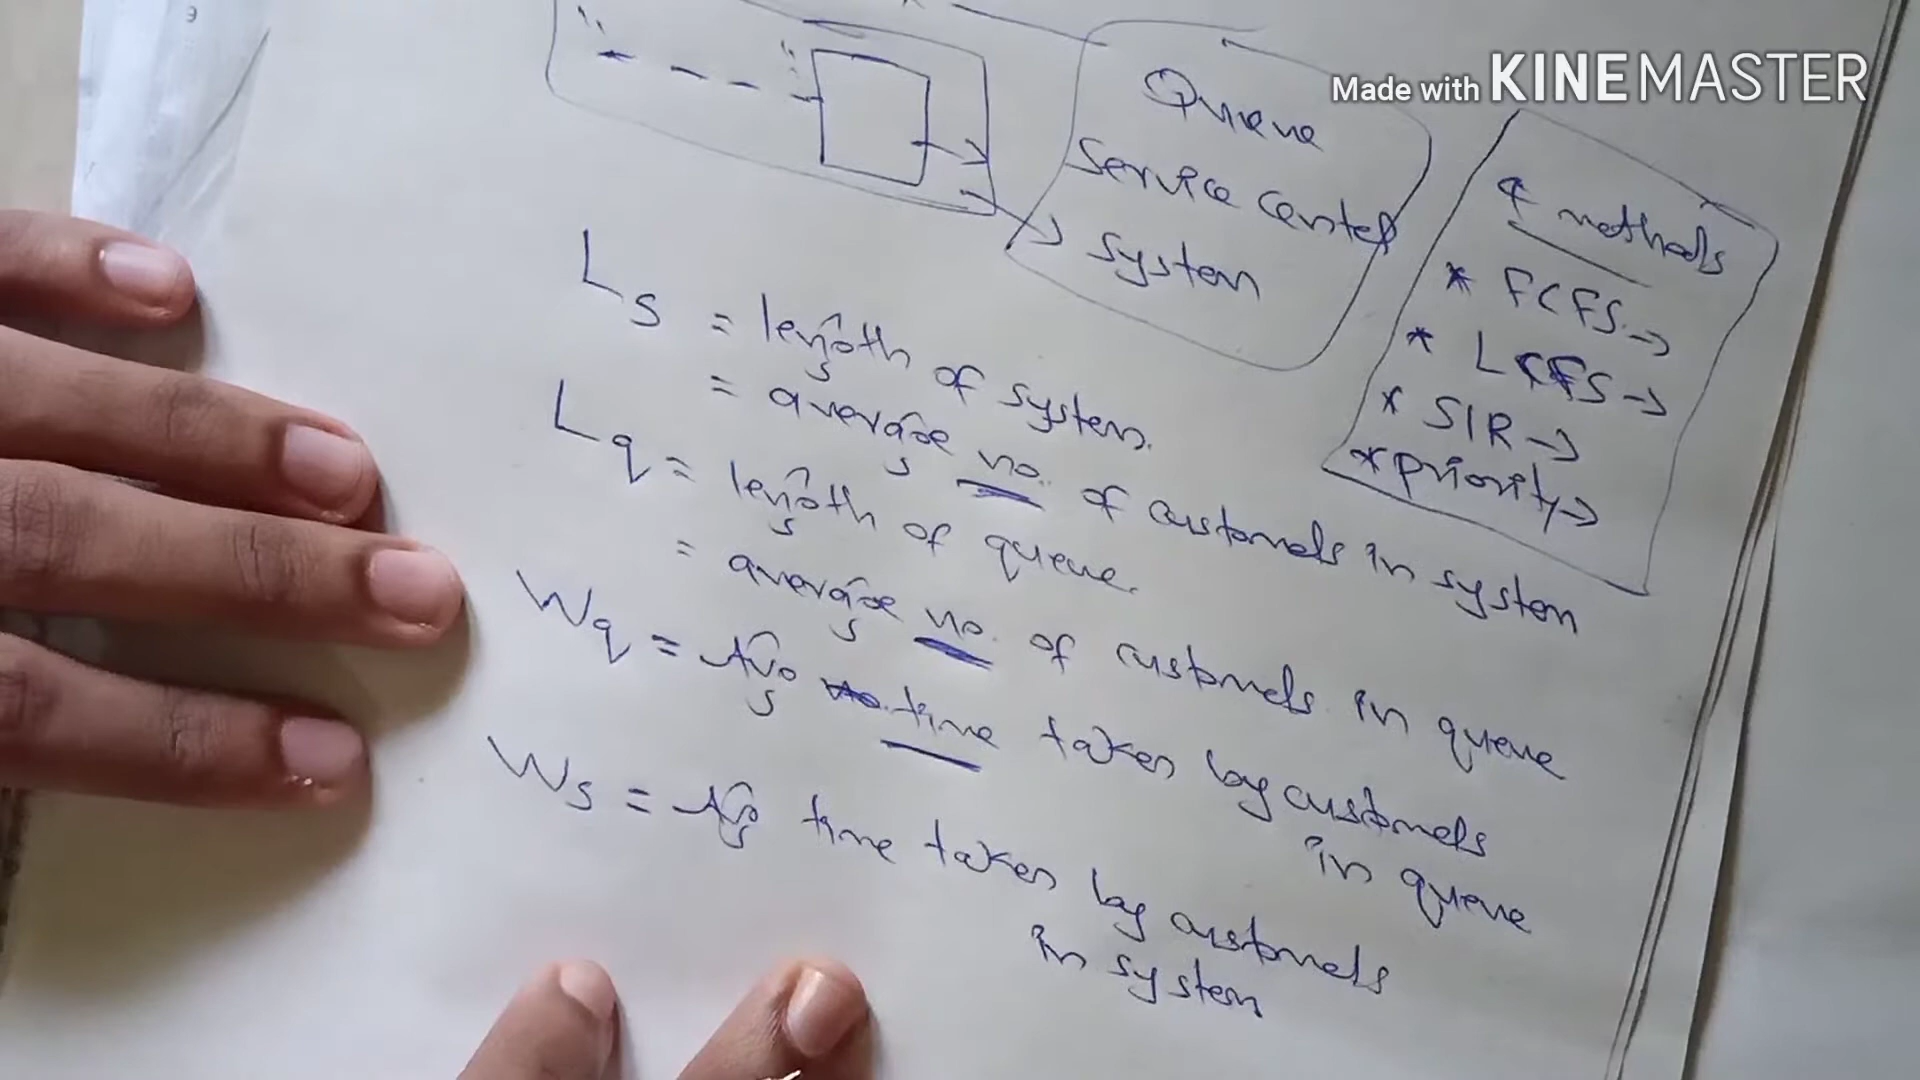 Made with KINEMASTER
Queue
Service center
System
4 methods
* FCFS →
* LCFS →
* SIR →
* Priority →
Ls = length of system.
= average no. of customers in system
Lq = length of queue.
= average no. of customers in queue
Wq = Avg time taken by customers
in queue
Ws = Avg time taken by customers
in system